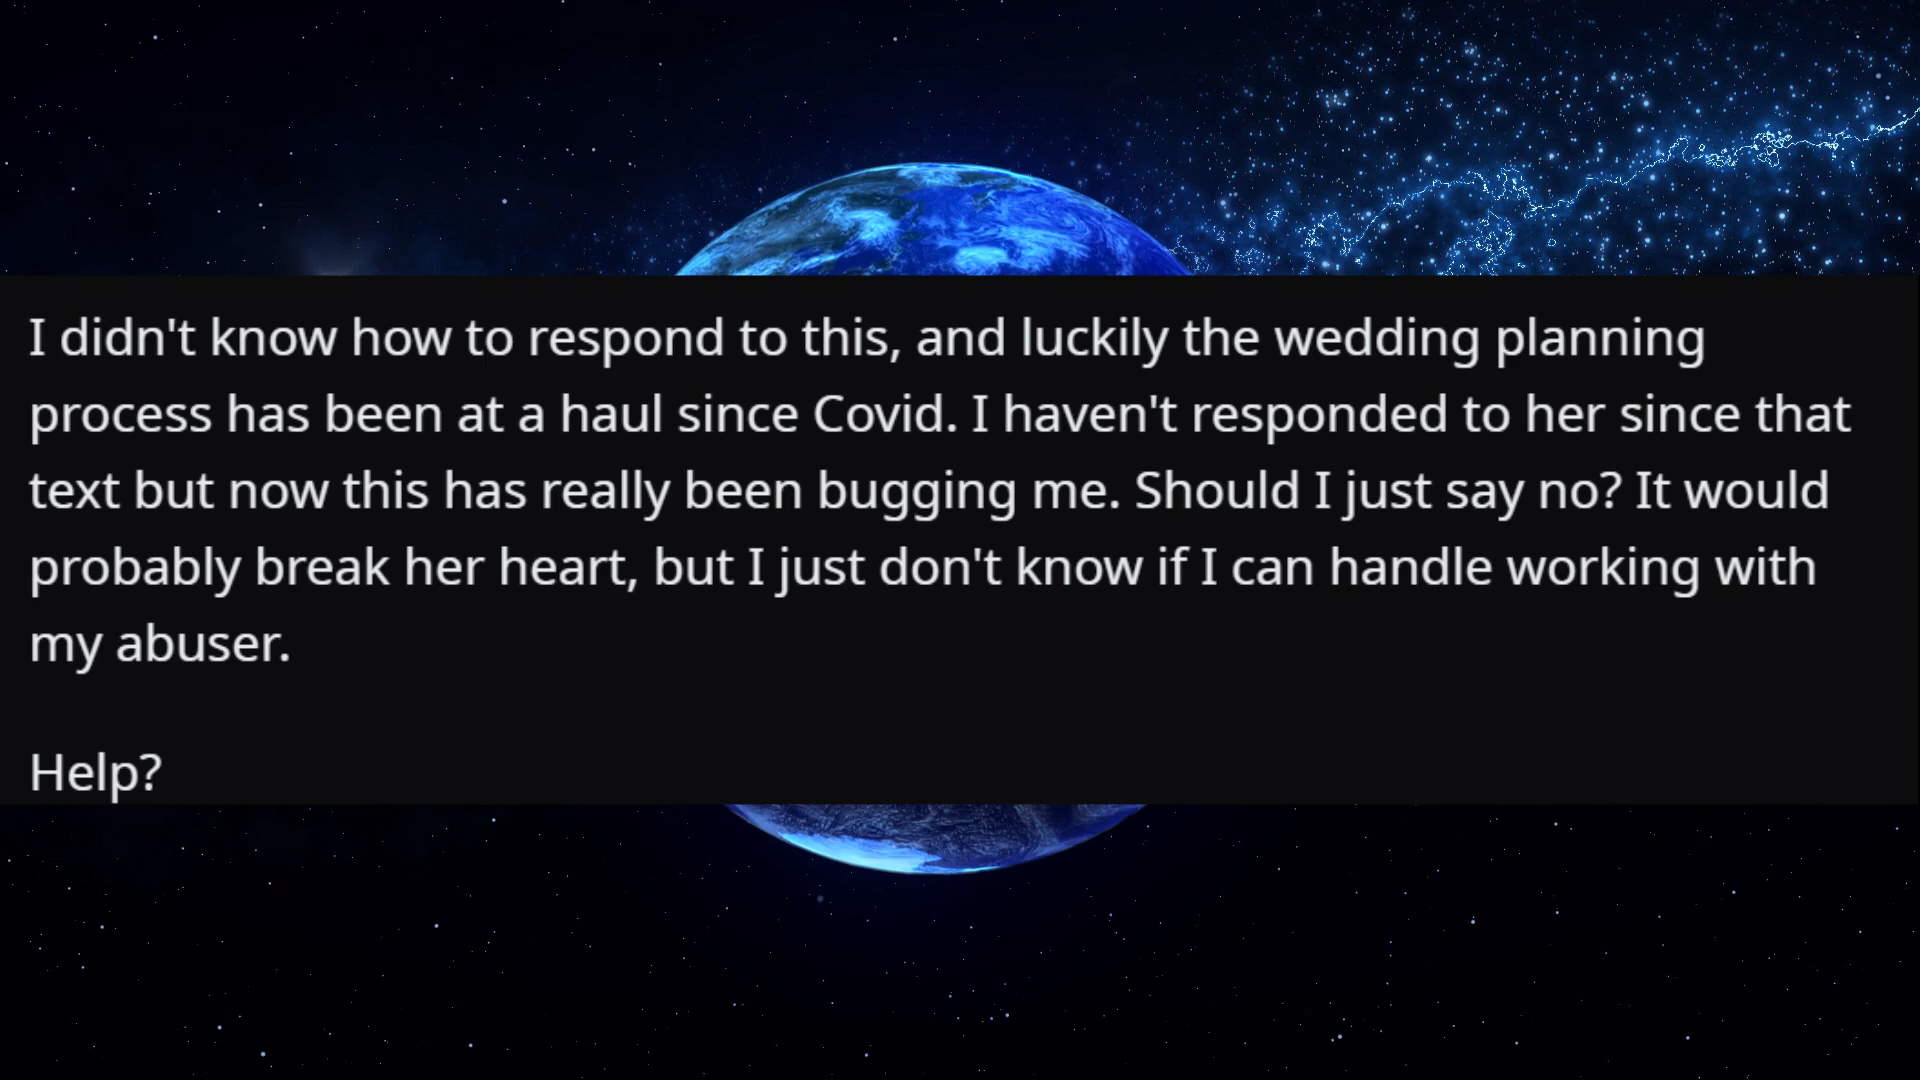 I didn't know how to respond to this, and luckily the wedding planning
process has been at a haul since Covid. I haven't responded to her since that
text but now this has really been bugging me. Should I just say no? It would
probably break her heart, but I just don't know if I can handle working with
my abuser.
Help?